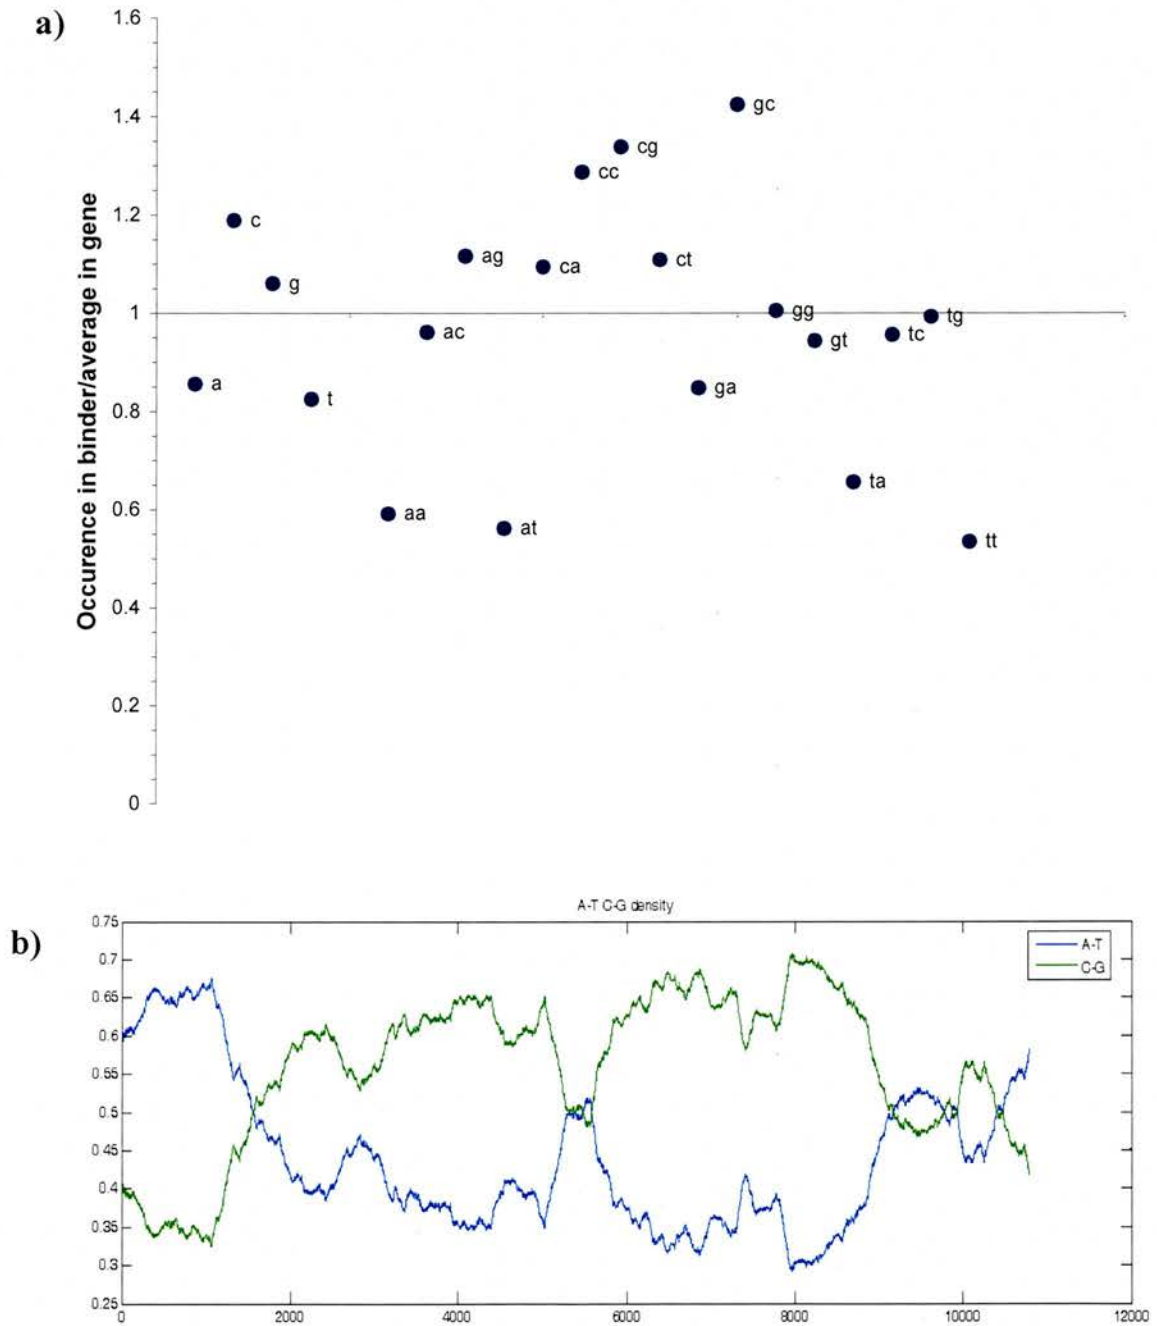 a)
Occurence in binder/average in gene
1.6
1.4
1.2
1
0.8
0.6
0.4
0.2
0
a
c
g
t
aa
ac
ag
at
ca
cc
cg
ct
ga
gc
gg
gt
ta
tc
tg
tt
b)
A-T C-G density
0.75
0.7
0.65
0.6
0.55
0.5
0.45
0.4
0.35
0.3
0.25
0
2000
4000
6000
8000
10000
12000
A-T
C-G